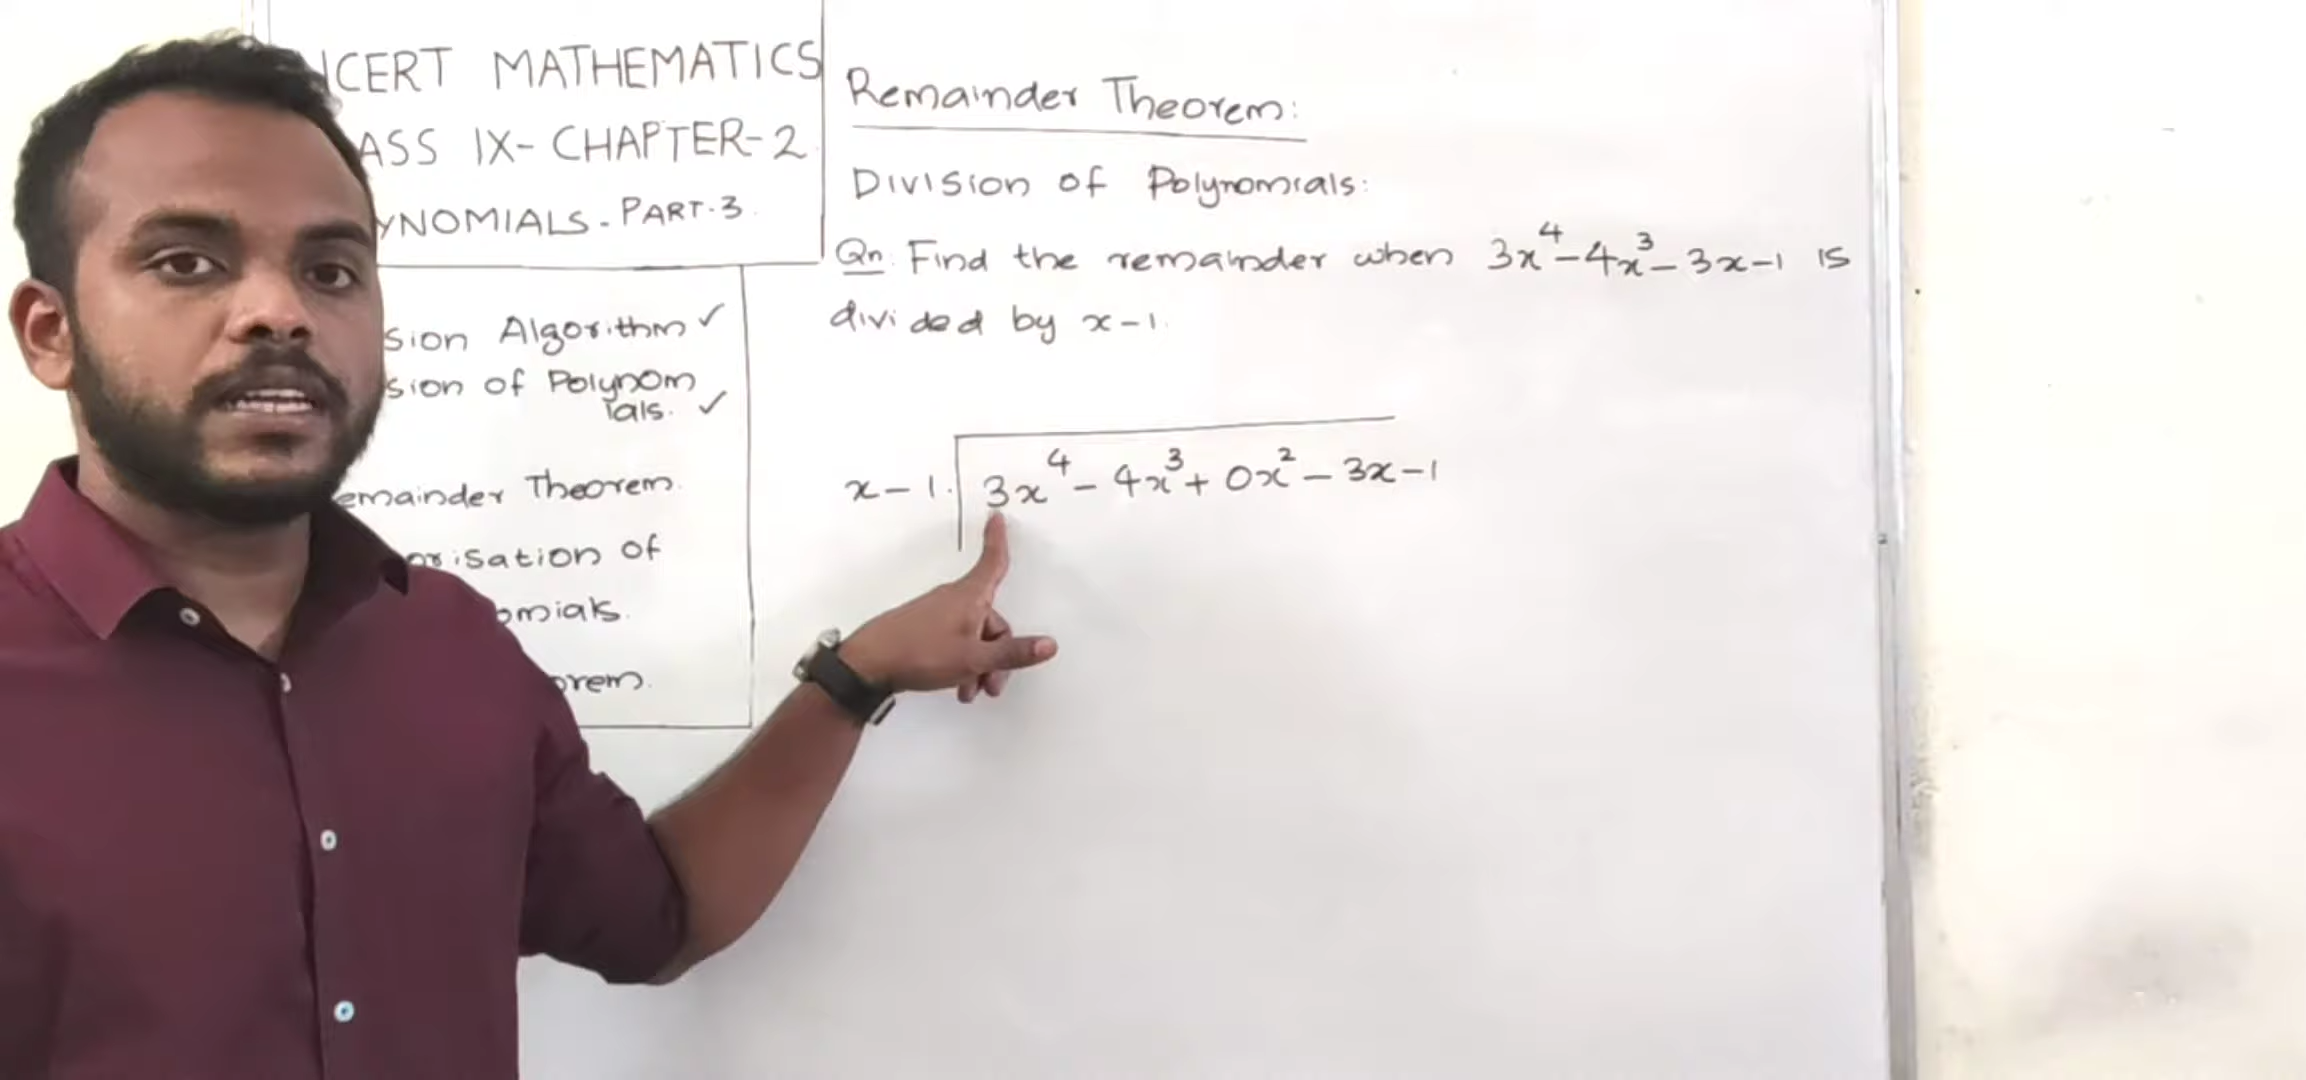 NCERT MATHEMATICS
ASS IX- CHAPTER-2
YNOMIALS - PART-3
sion Algorithm ✓
sion of Polynom
ials. ✓
emainder Theorem.
orisation of
omials.
orem.
Remainder Theorem:
Division of Polynomials:
Qn: Find the remainder when 3x⁴-4x³-3x-1 is
divided by x-1.
x-1. 3x⁴ - 4x³ + 0x² - 3x - 1